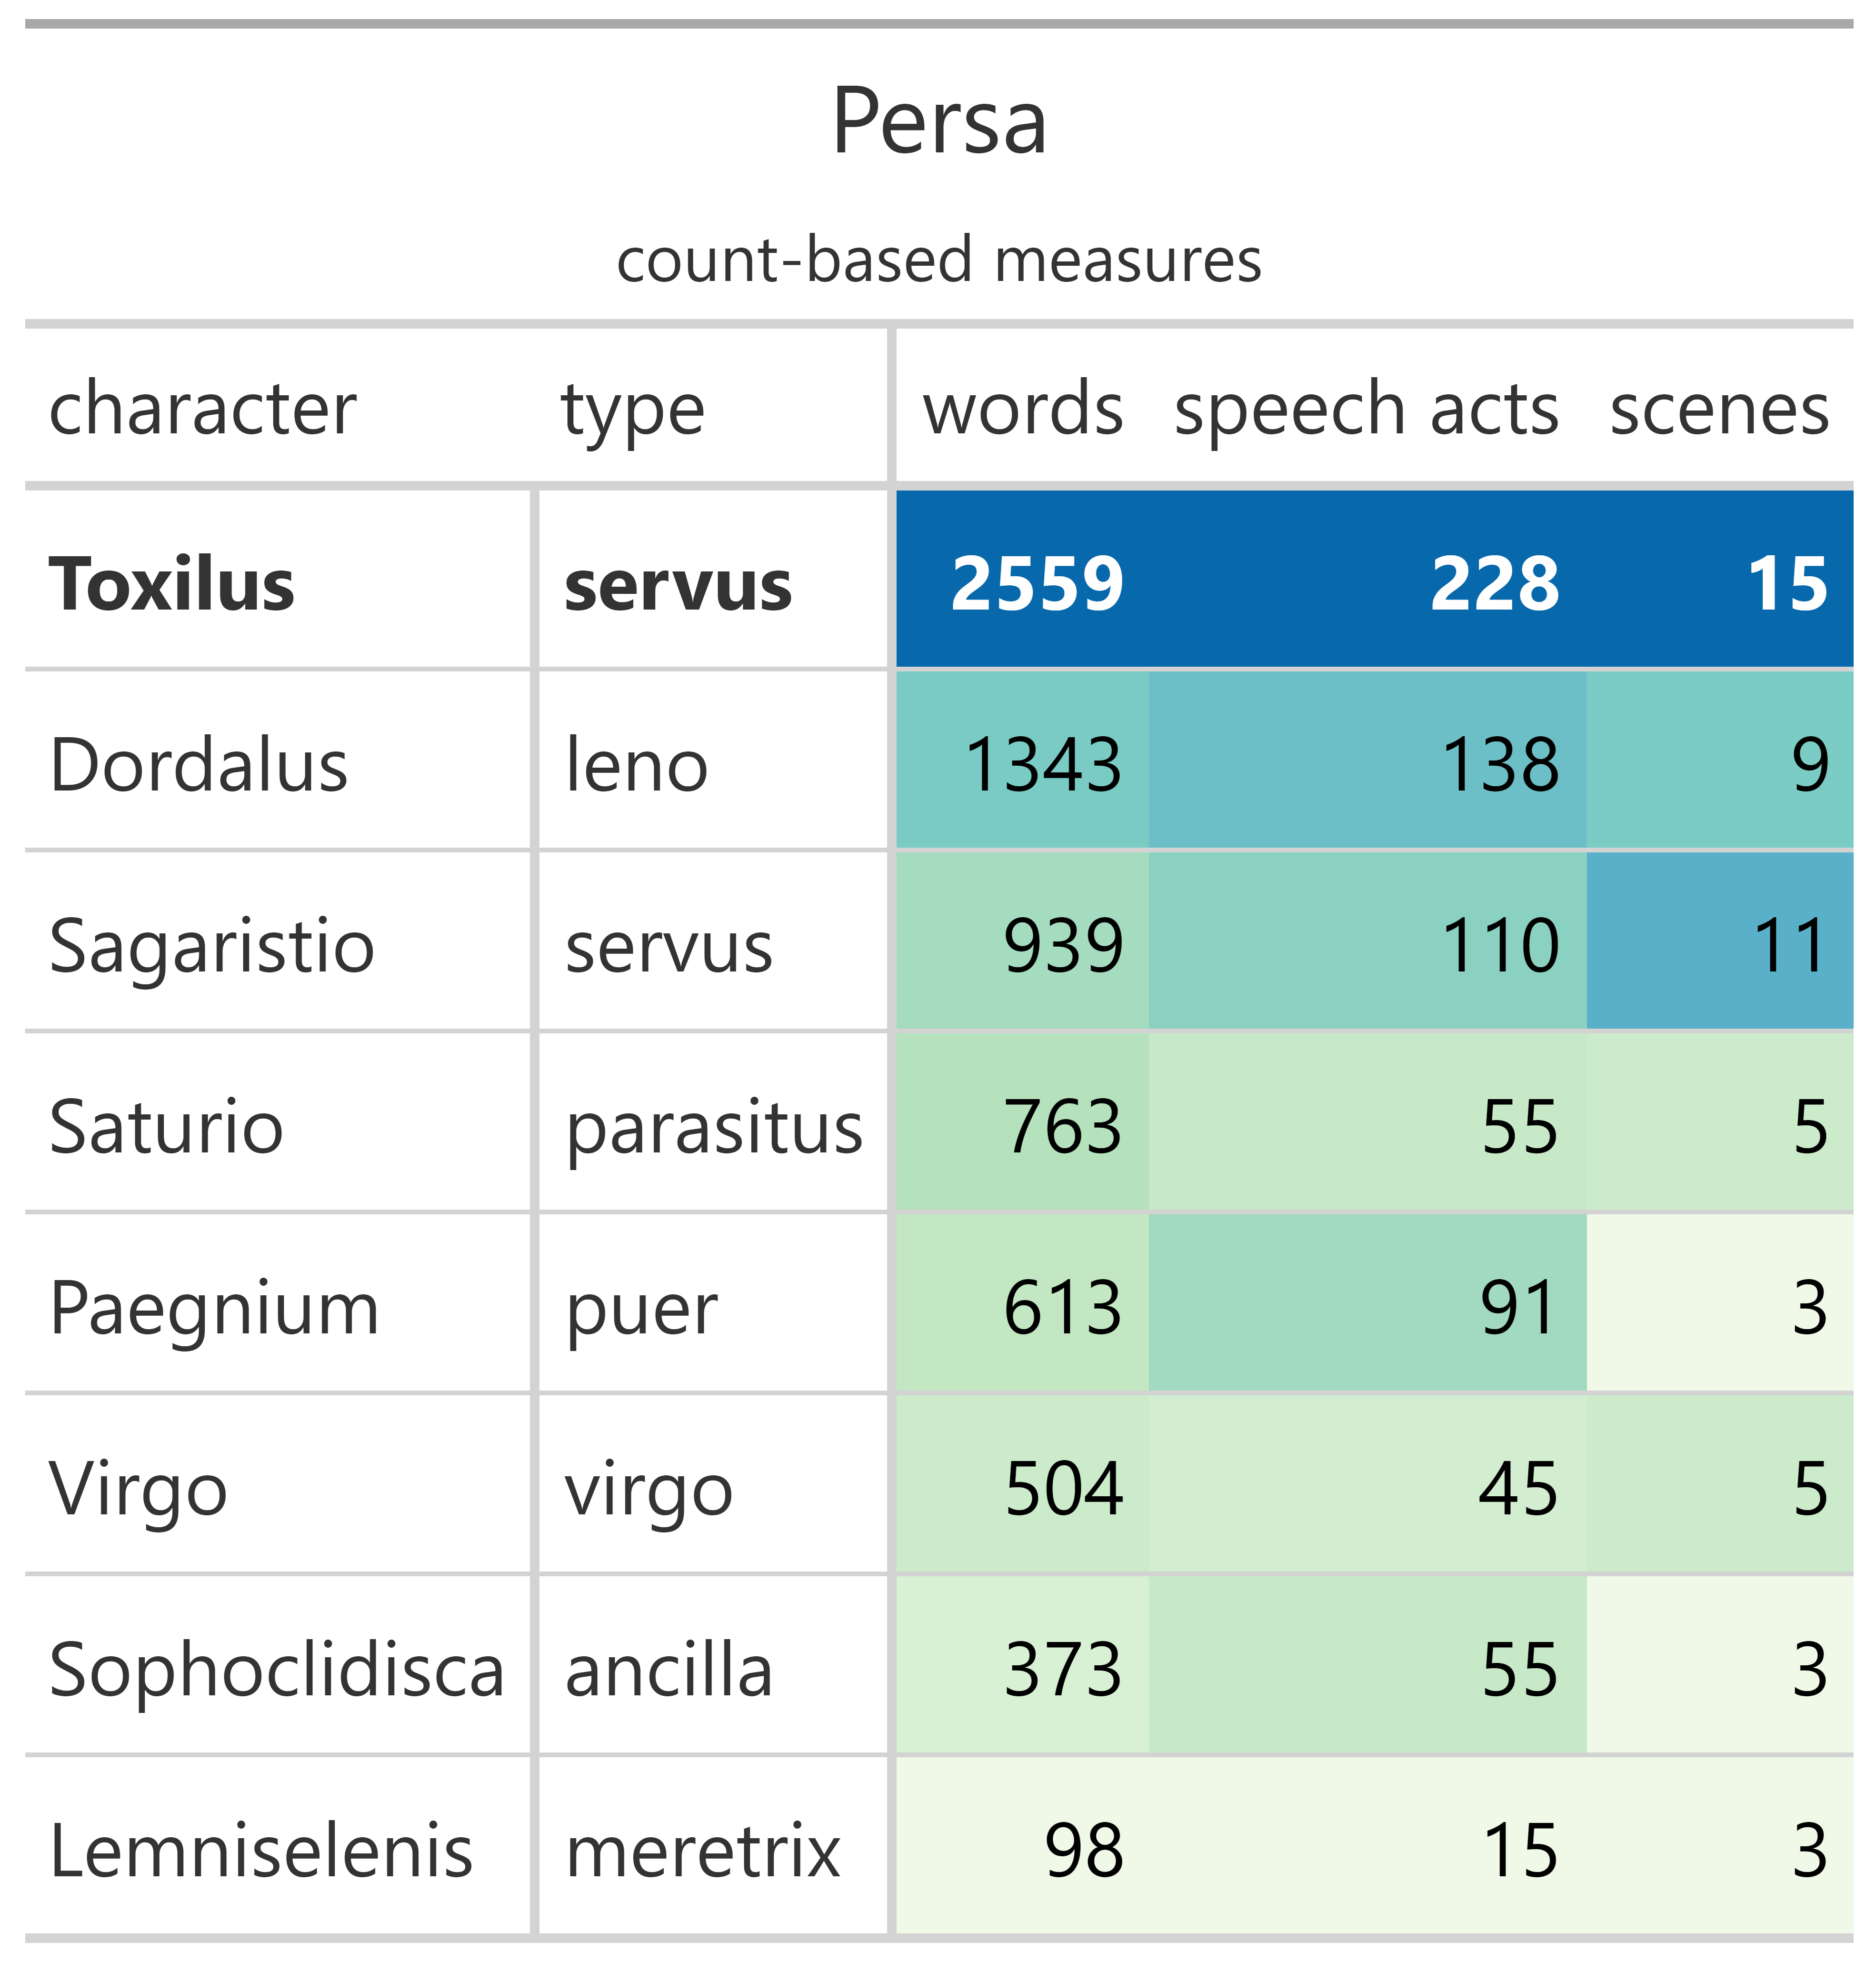 Persa
count-based measures
character type words speech acts scenes
Toxilus servus 2559 228 15
Dordalus leno 1343 138 9
Sagaristio servus 939 110 11
Saturio parasitus 763 55 5
Paegnium puer 613 91 3
Virgo virgo 504 45 5
Sophoclidisca ancilla 373 55 3
Lemniselenis meretrix 98 15 3